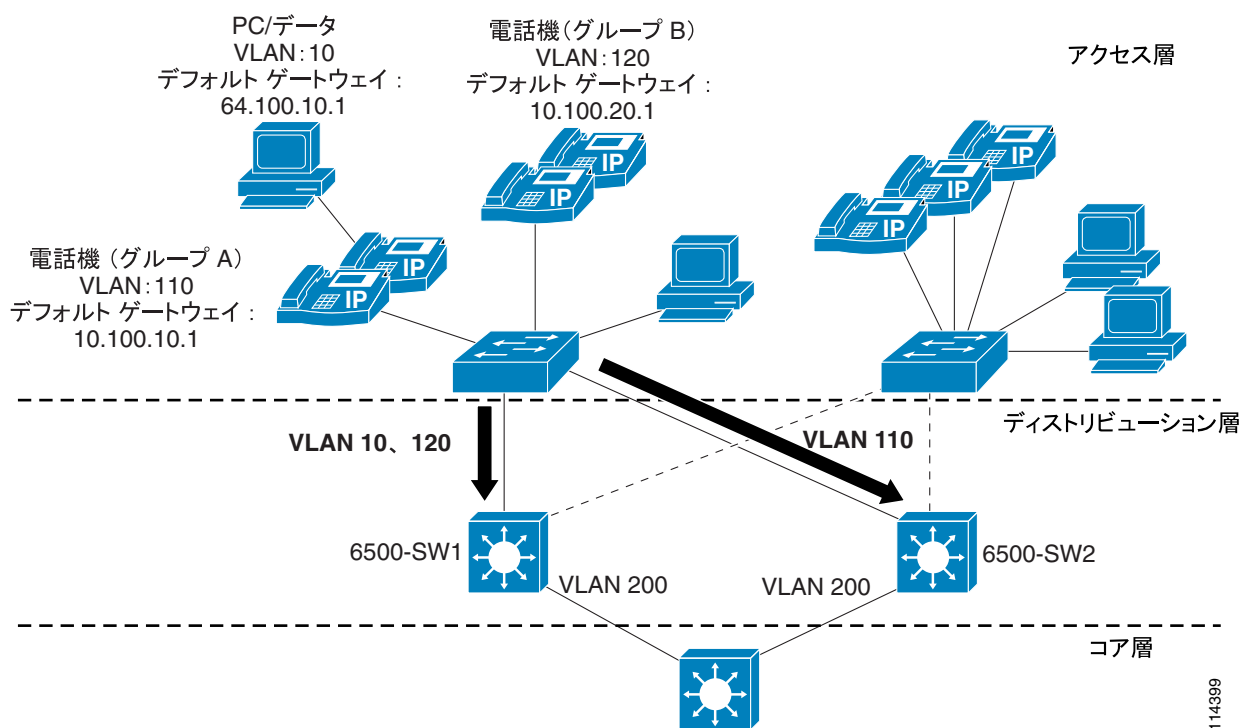 PC/データ
VLAN：10
デフォルト ゲートウェイ：
64.100.10.1
電話機（グループ B）
VLAN：120
デフォルト ゲートウェイ：
10.100.20.1
アクセス層
IP
IP
IP
IP
IP
電話機（グループ A）
VLAN：110
デフォルト ゲートウェイ：
10.100.10.1
IP
IP
ディストリビューション層
VLAN 10、120
VLAN 110
6500-SW1
6500-SW2
VLAN 200
VLAN 200
コア層
114399